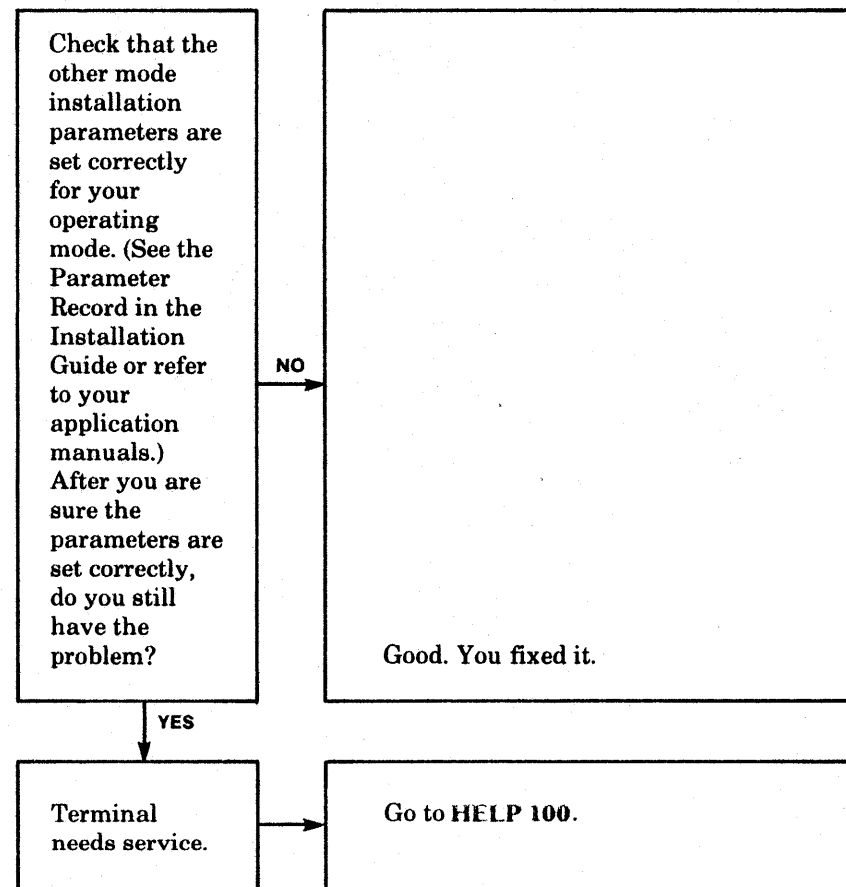 Check that the
other mode
installation
parameters are
set correctly
for your
operating
mode. (See the
Parameter
Record in the
Installation
Guide or refer
to your
application
manuals.)
After you are
sure the
parameters are
set correctly,
do you still
have the
problem?
NO
Good. You fixed it.
YES
Terminal
needs service.
Go to HELP 100.